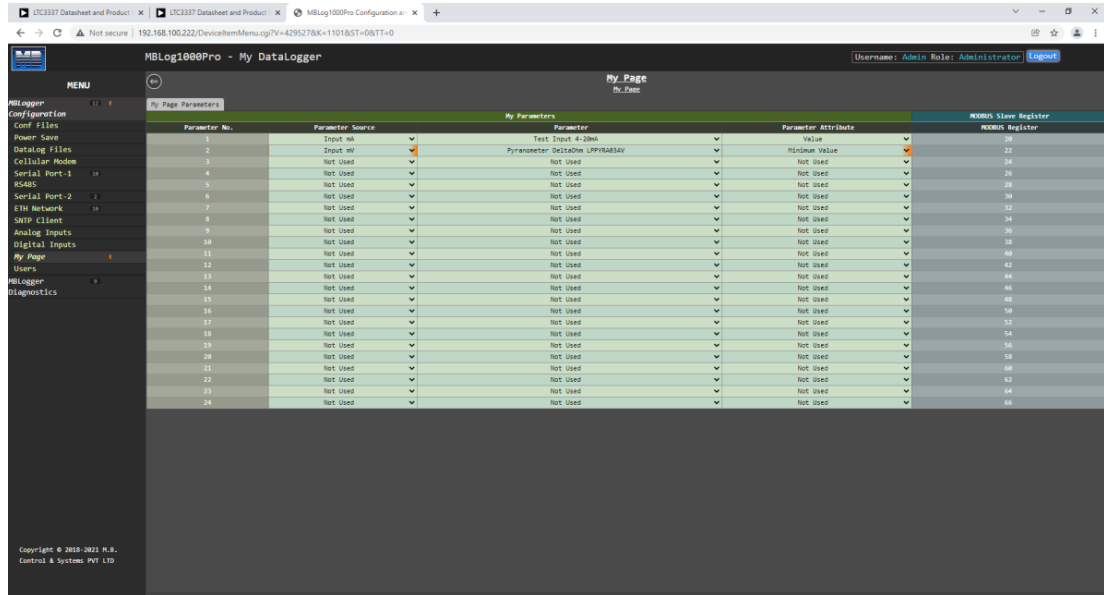 LTC3337 Datasheet and Product
LTC3337 Datasheet and Product
MBLog1000Pro Configuration an
Not secure 192.168.100.222/DeviceItemMenu.cgi?V=429527&K=1101&ST=0&TT=0
MBLog1000Pro - My DataLogger
Username: Admin Role: Administrator Logout
MENU
My Page
My Page
MBLogger Configuration 12
My Page Parameters
Conf Files
Power Save
DataLog Files
Cellular Modem
Serial Port-1 RS485 10
Serial Port-2 2
ETH Network 10
SNTP Client
Analog Inputs
Digital Inputs
My Page
Users
MBLogger Diagnostics
My Parameters MODBUS Slave Register
Parameter No. Parameter Source Parameter Parameter Attribute MODBUS Register
1 Input mA Test Input 4-20mA Value 20
2 Input mV Pyranometer DeltaOhm LPPYRA03AV Minimum Value 22
3 Not Used Not Used Not Used 24
4 Not Used Not Used Not Used 26
5 Not Used Not Used Not Used 28
6 Not Used Not Used Not Used 30
7 Not Used Not Used Not Used 32
8 Not Used Not Used Not Used 34
9 Not Used Not Used Not Used 36
10 Not Used Not Used Not Used 38
11 Not Used Not Used Not Used 40
12 Not Used Not Used Not Used 42
13 Not Used Not Used Not Used 44
14 Not Used Not Used Not Used 46
15 Not Used Not Used Not Used 48
16 Not Used Not Used Not Used 50
17 Not Used Not Used Not Used 52
18 Not Used Not Used Not Used 54
19 Not Used Not Used Not Used 56
20 Not Used Not Used Not Used 58
21 Not Used Not Used Not Used 60
22 Not Used Not Used Not Used 62
23 Not Used Not Used Not Used 64
24 Not Used Not Used Not Used 66
Copyright © 2018-2021 M.B.
Control & Systems PVT LTD